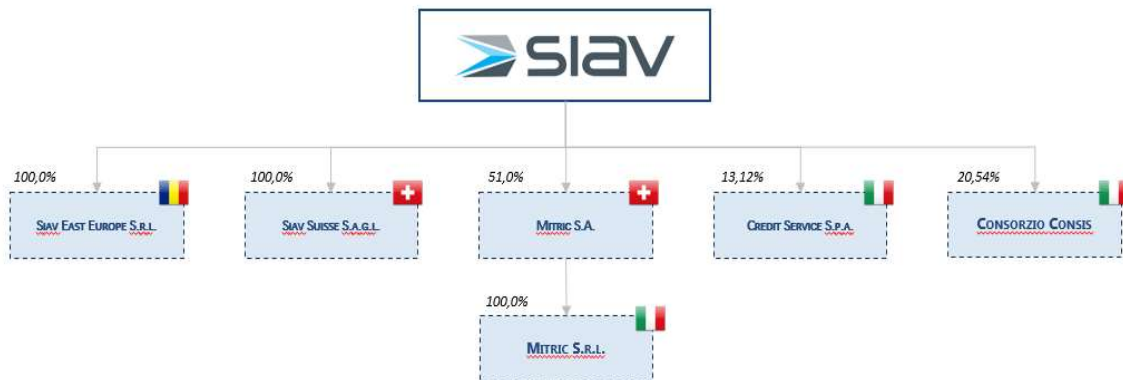 SIAV
100,0%
100,0%
51,0%
13,12%
20,54%
SIAV EAST EUROPE S.R.L.
SIAV SUISSE S.A.G.L.
MITRIC S.A.
CREDIT SERVICE S.P.A.
CONSORZIO CONSIS
100,0%
MITRIC S.R.L.